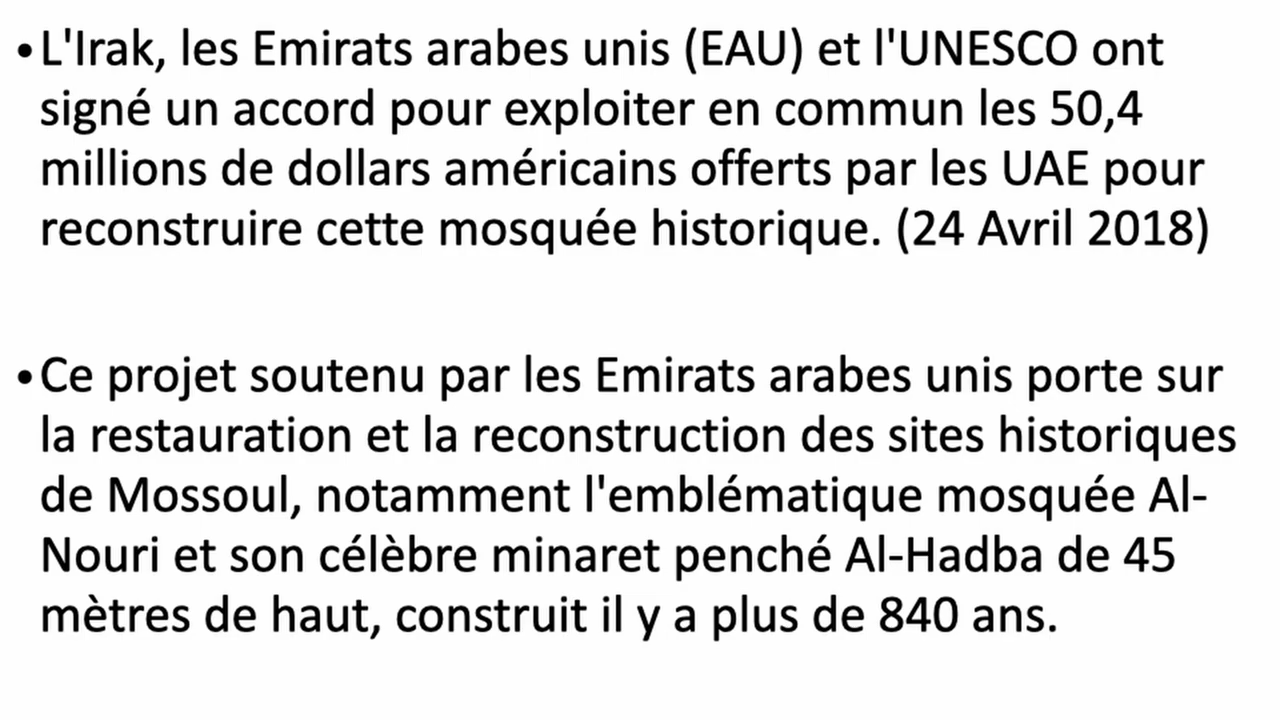 •L'Irak, les Emirats arabes unis (EAU) et l'UNESCO ont
signé un accord pour exploiter en commun les 50,4
millions de dollars américains offerts par les UAE pour
reconstruire cette mosquée historique. (24 Avril 2018)
•Ce projet soutenu par les Emirats arabes unis porte sur
la restauration et la reconstruction des sites historiques
de Mossoul, notamment l'emblématique mosquée Al-
Nouri et son célèbre minaret penché Al-Hadba de 45
mètres de haut, construit il y a plus de 840 ans.